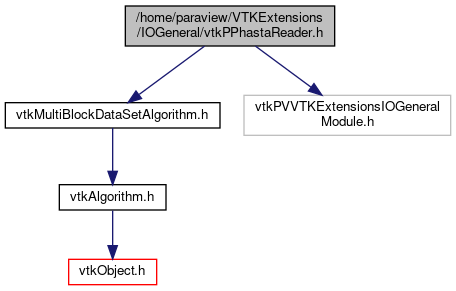 /home/paraview/VTKExtensions
/IOGeneral/vtkPPhastaReader.h
vtkMultiBlockDataSetAlgorithm.h
vtkPVVTKExtensionsIOGeneral
Module.h
vtkAlgorithm.h
vtkObject.h